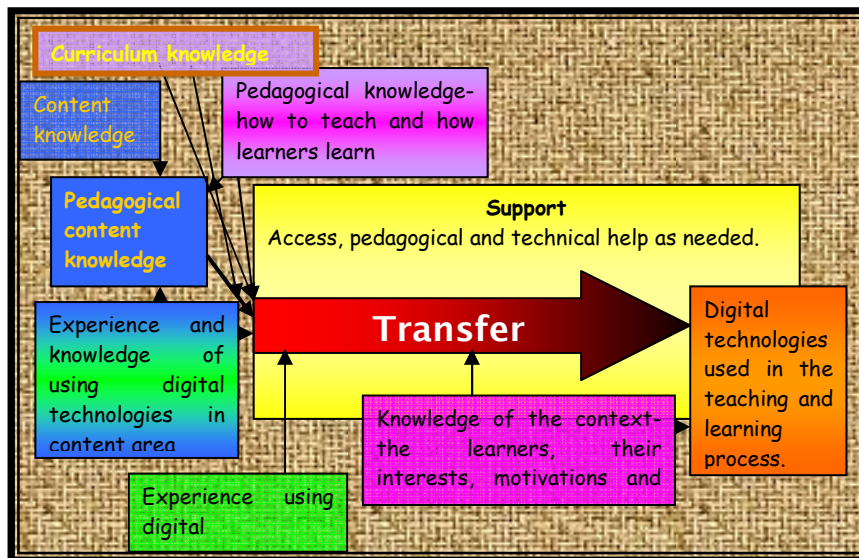 Curriculum knowledge
Content
knowledge
Pedagogical knowledge-
how to teach and how
learners learn
Pedagogical
content
knowledge
Support
Access, pedagogical and technical help as needed.
Experience and
knowledge of
using digital
technologies in
content area
Transfer
Digital
technologies
used in the
teaching and
learning
process.
Knowledge of the context-
the learners, their
interests, motivations and
Experience using
digital